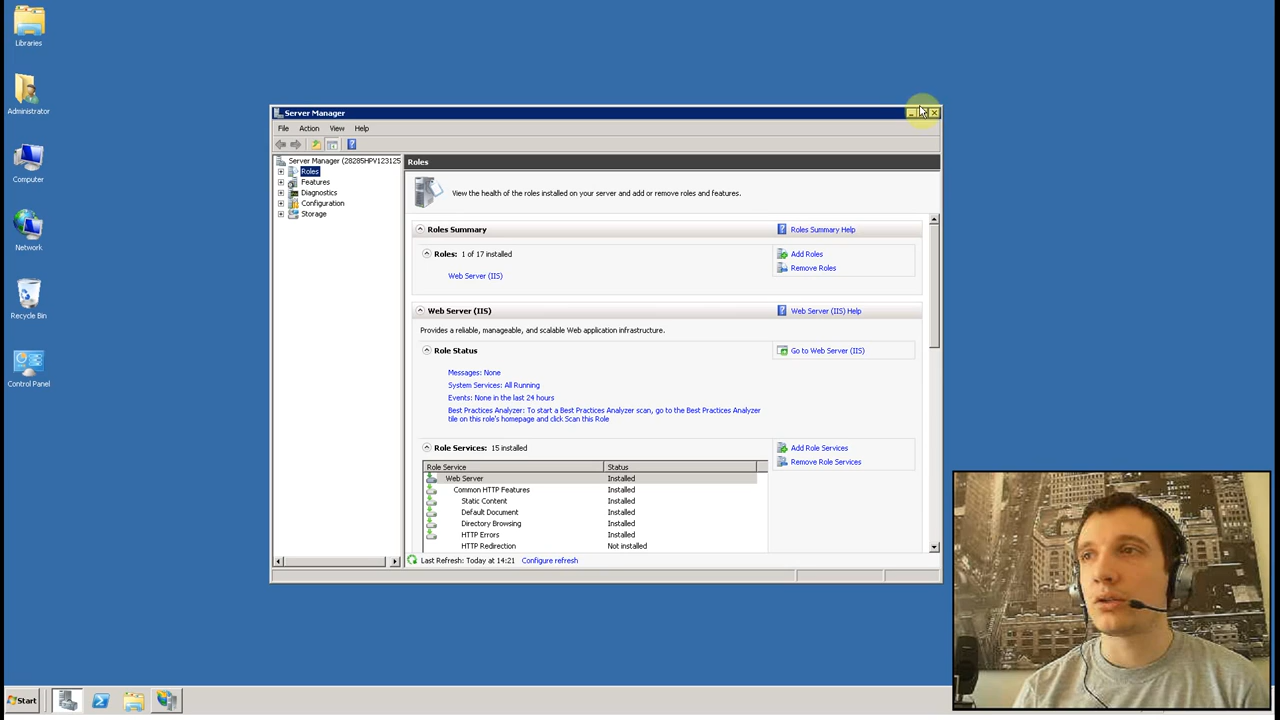 Libraries
Administrator
Computer
Network
Recycle Bin
Control Panel
Server Manager
File Action View Help
Server Manager (28285HPV123125
Roles
Features
Diagnostics
Configuration
Storage
Roles
View the health of the roles installed on your server and add or remove roles and features.
Roles Summary
Roles Summary Help
Roles: 1 of 17 installed
Add Roles
Remove Roles
Web Server (IIS)
Web Server (IIS)
Web Server (IIS) Help
Provides a reliable, manageable, and scalable Web application infrastructure.
Role Status
Go to Web Server (IIS)
Messages: None
System Services: All Running
Events: None in the last 24 hours
Best Practices Analyzer: To start a Best Practices Analyzer scan, go to the Best Practices Analyzer
tile on this role's homepage and click Scan this Role
Role Services: 15 installed
Add Role Services
Remove Role Services
Role Service Status
Web Server Installed
Common HTTP Features Installed
Static Content Installed
Default Document Installed
Directory Browsing Installed
HTTP Errors Installed
HTTP Redirection Not installed
Last Refresh: Today at 14:21 Configure refresh
Start